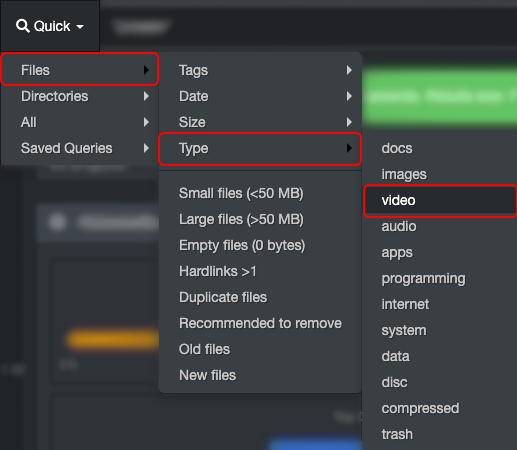 Quick
Files
Directories
All
Saved Queries
Tags
Date
Size
Type
Small files (<50 MB)
Large files (>50 MB)
Empty files (0 bytes)
Hardlinks >1
Duplicate files
Recommended to remove
Old files
New files
docs
images
video
audio
apps
programming
internet
system
data
disc
compressed
trash